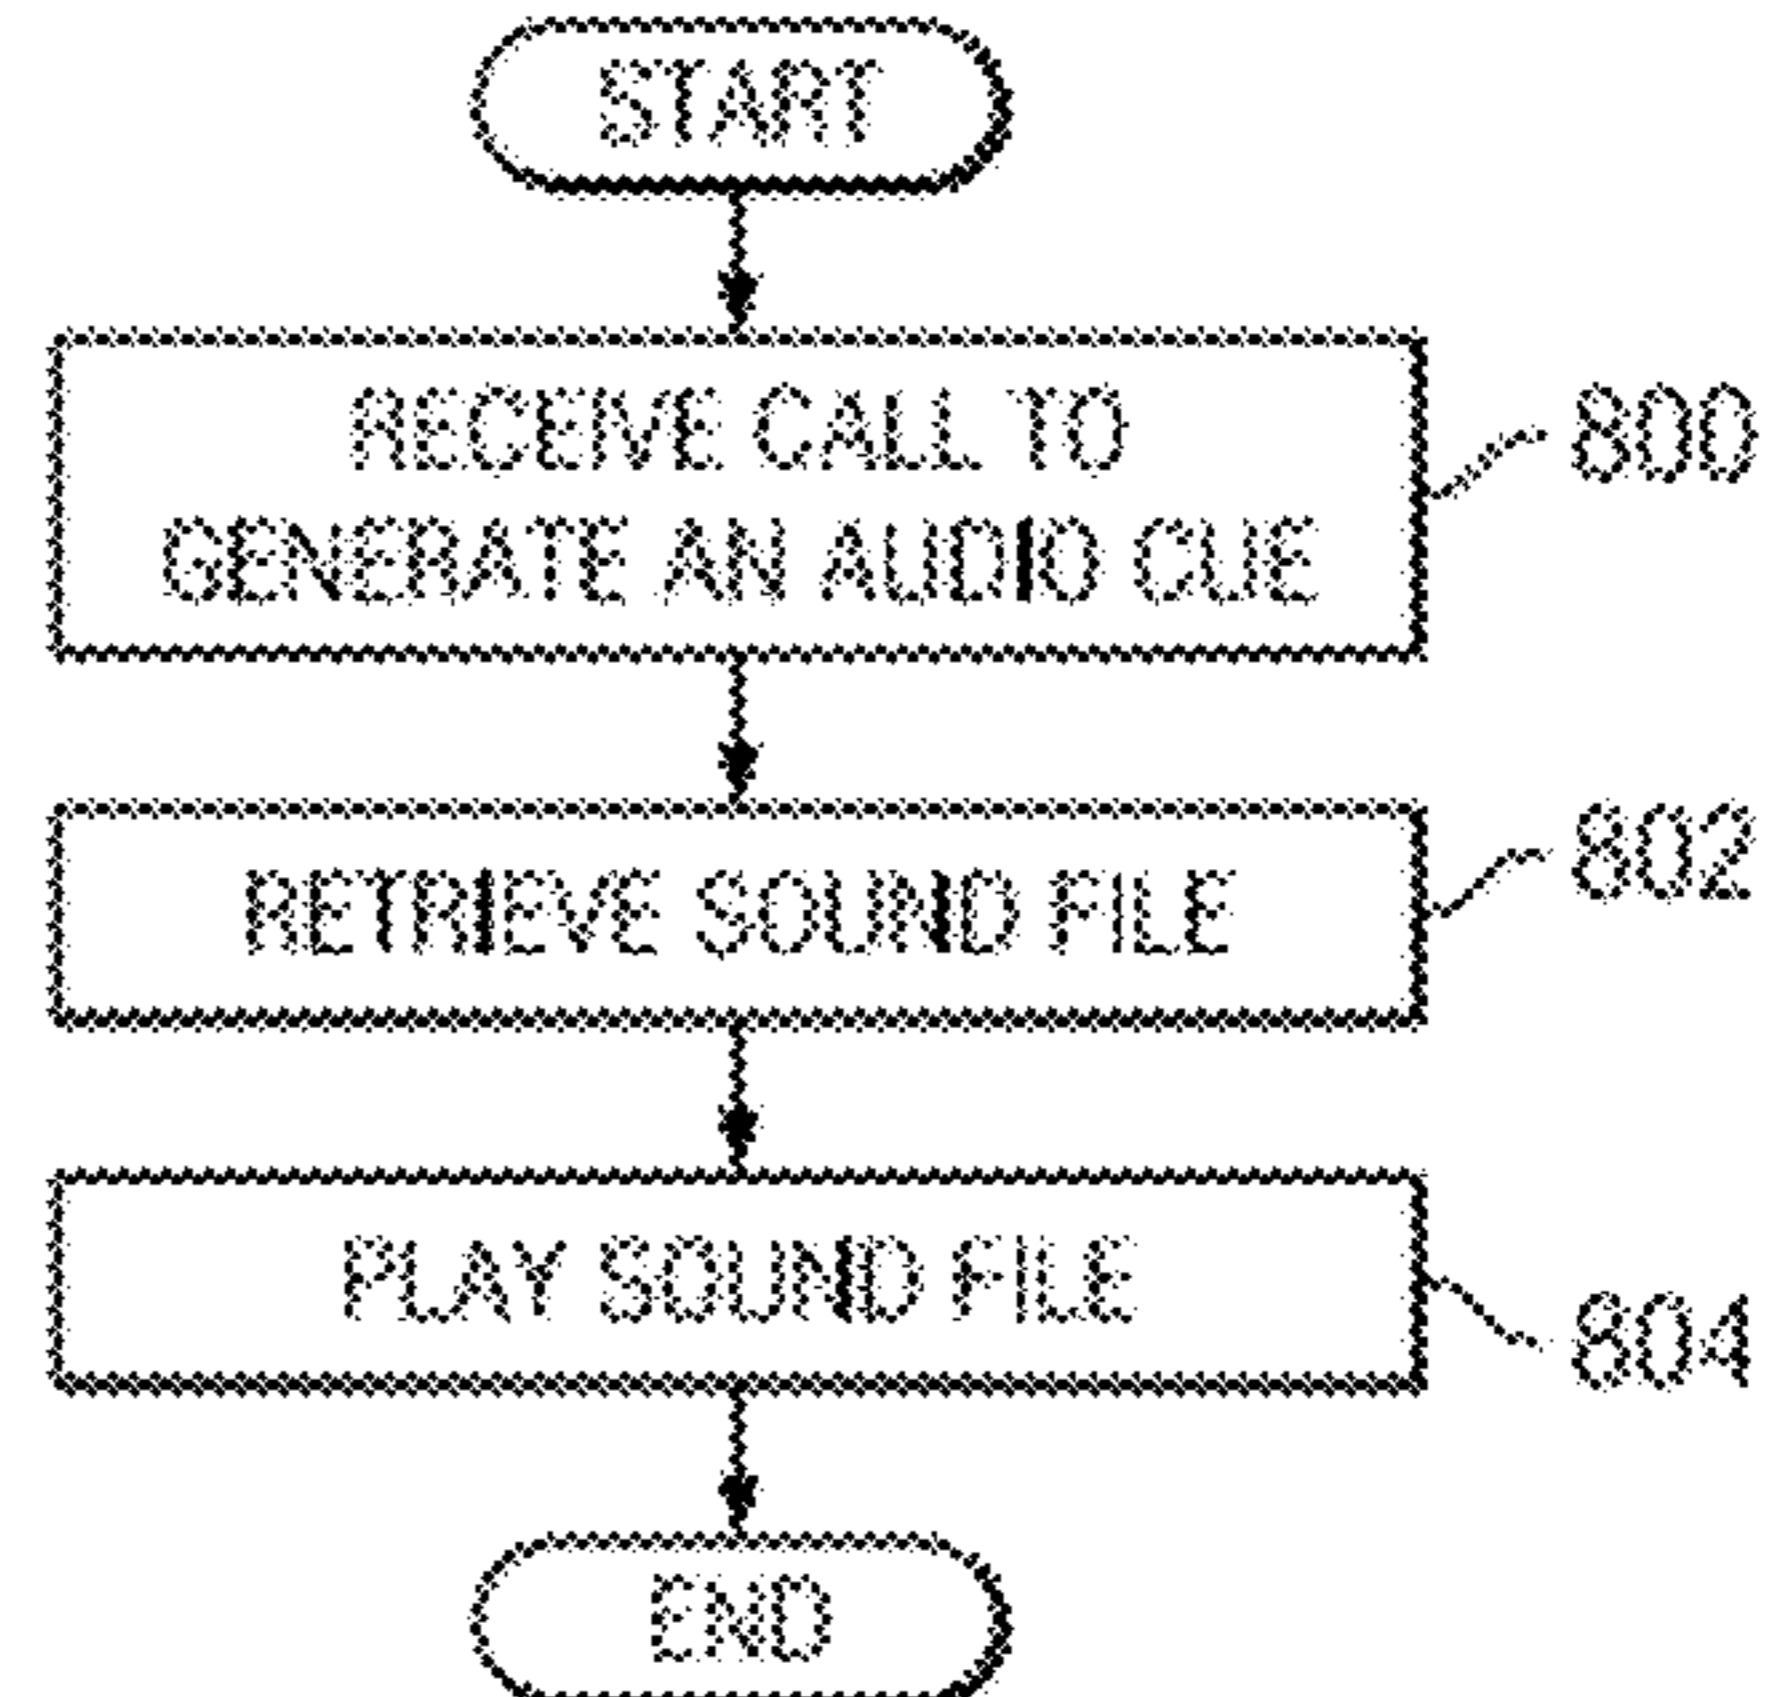 START
RECEIVE CALL TO
GENERATE AN AUDIO CUE
800
RETRIEVE SOUND FILE
802
PLAY SOUND FILE
804
END